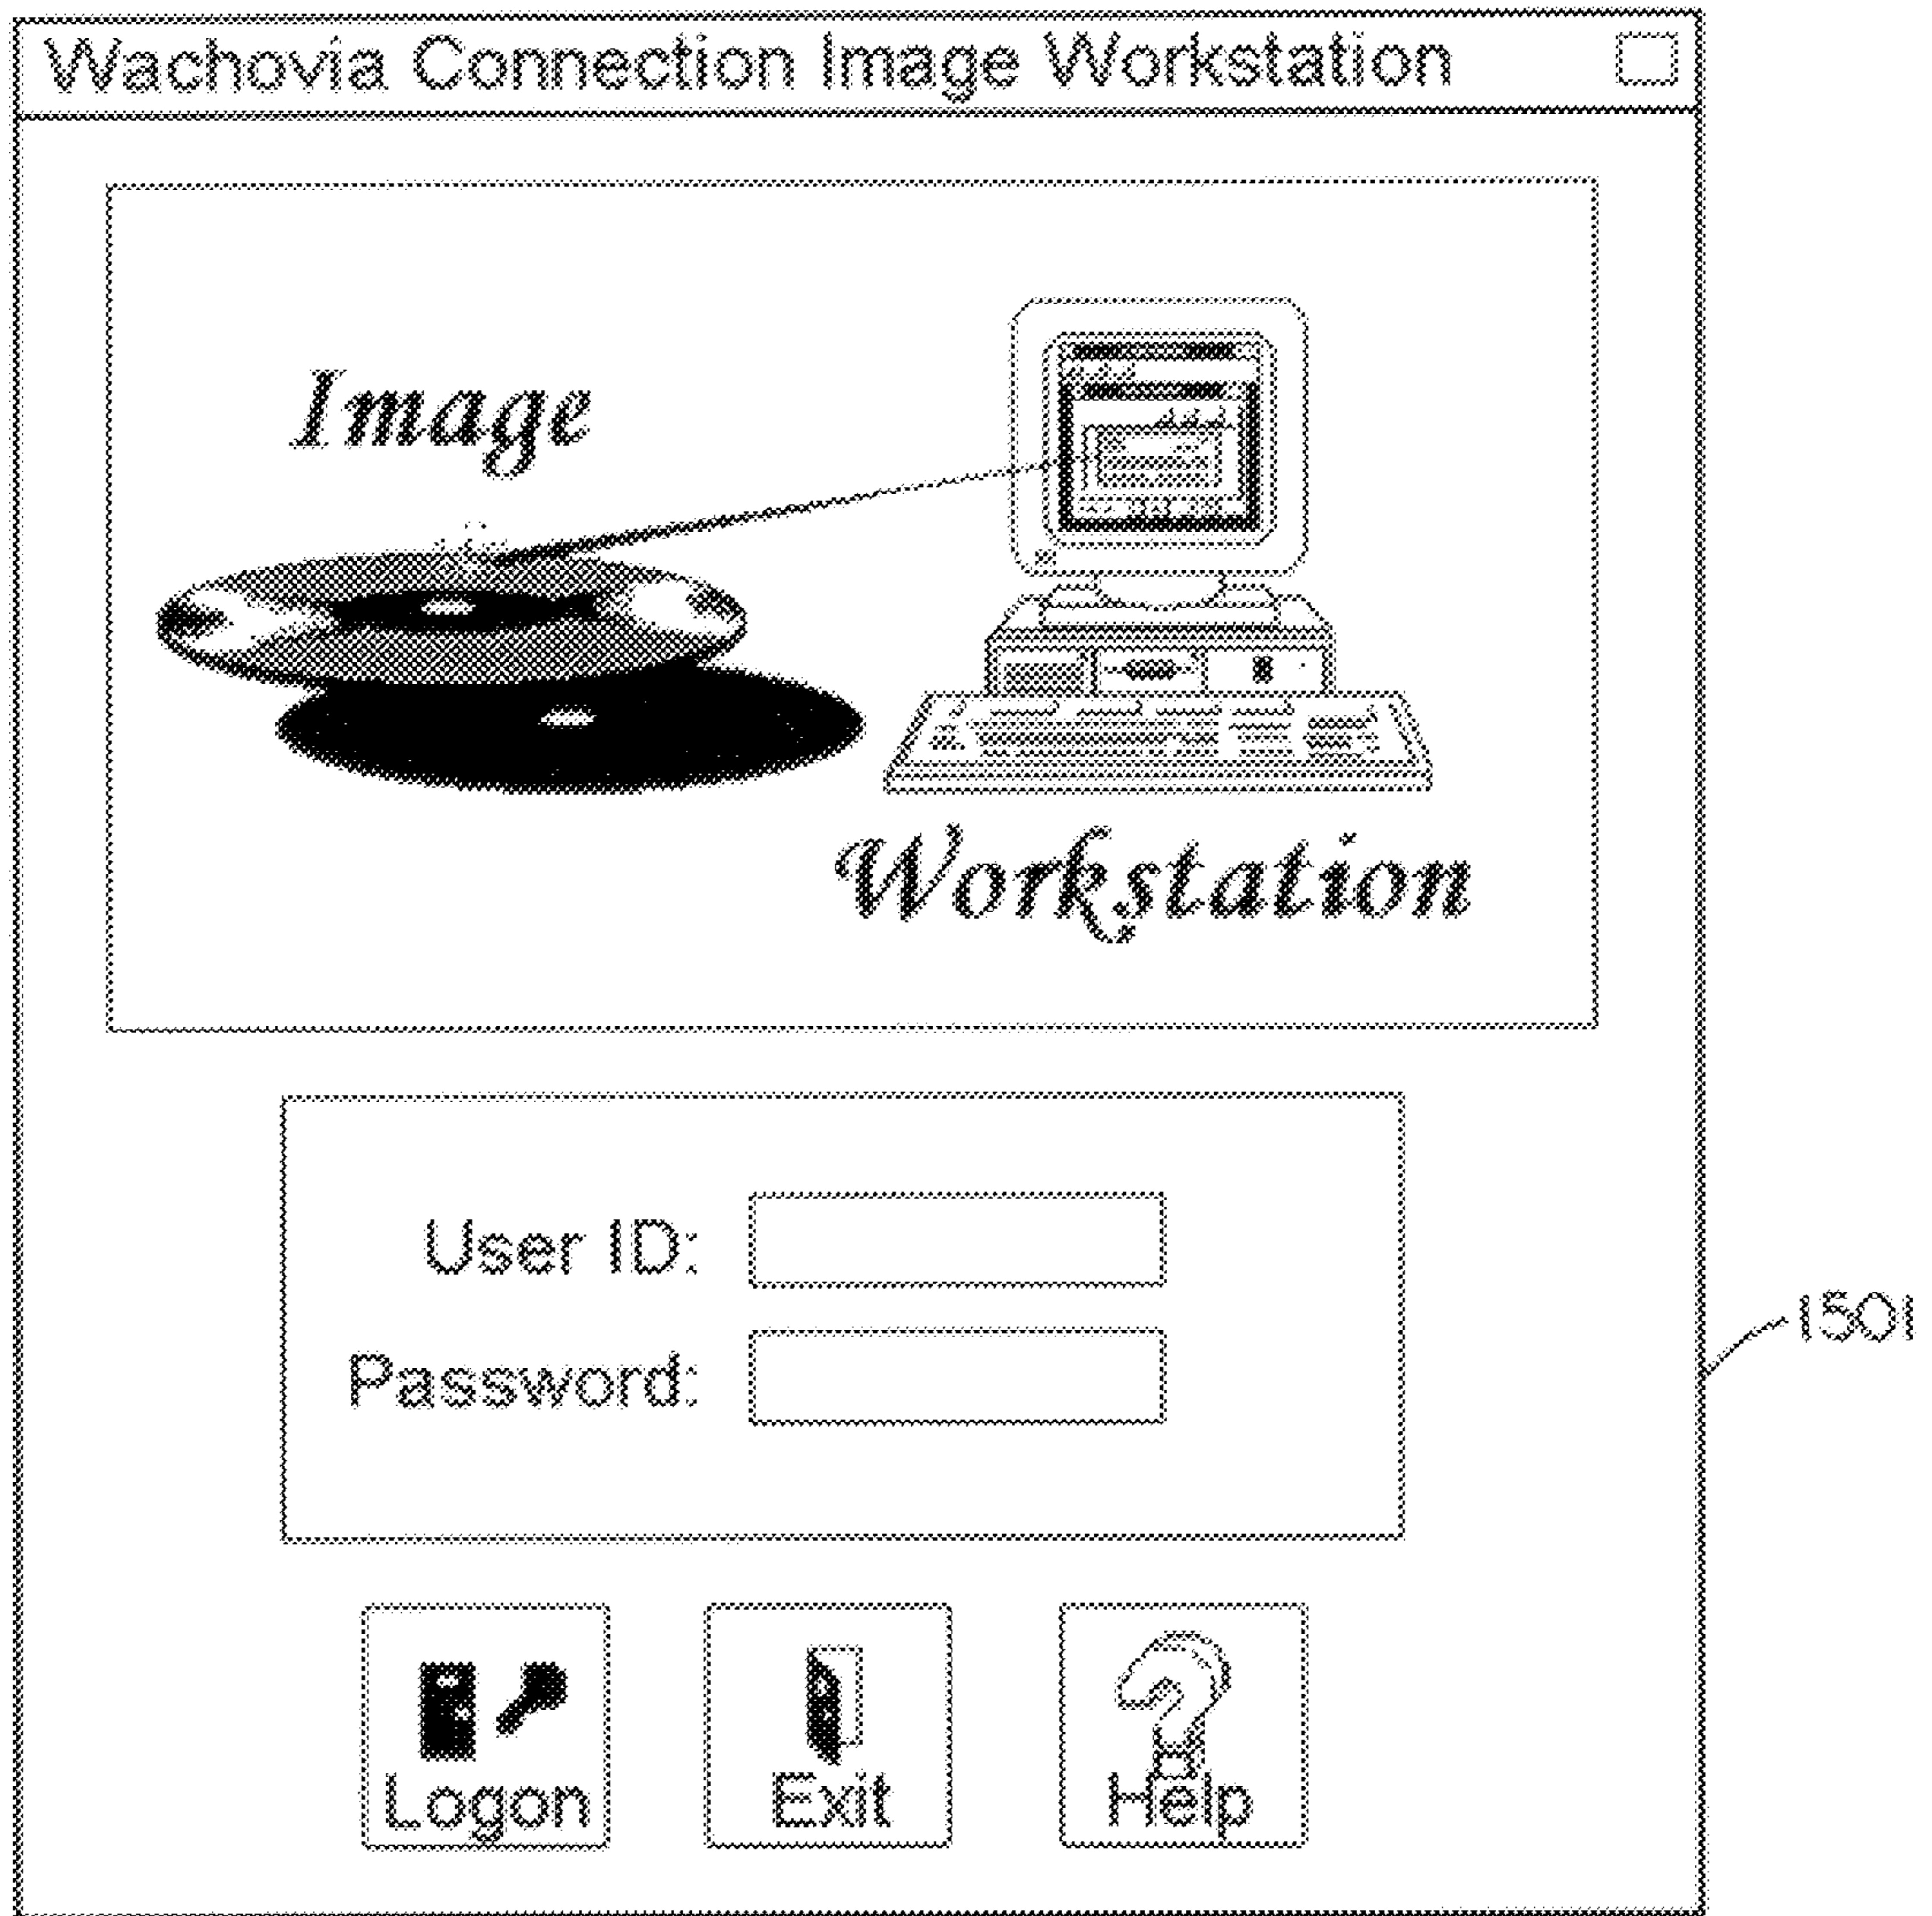 Wachovia Connection Image Workstation
Image
Workstation
User ID:
Password:
1501
Logon
Exit
Help